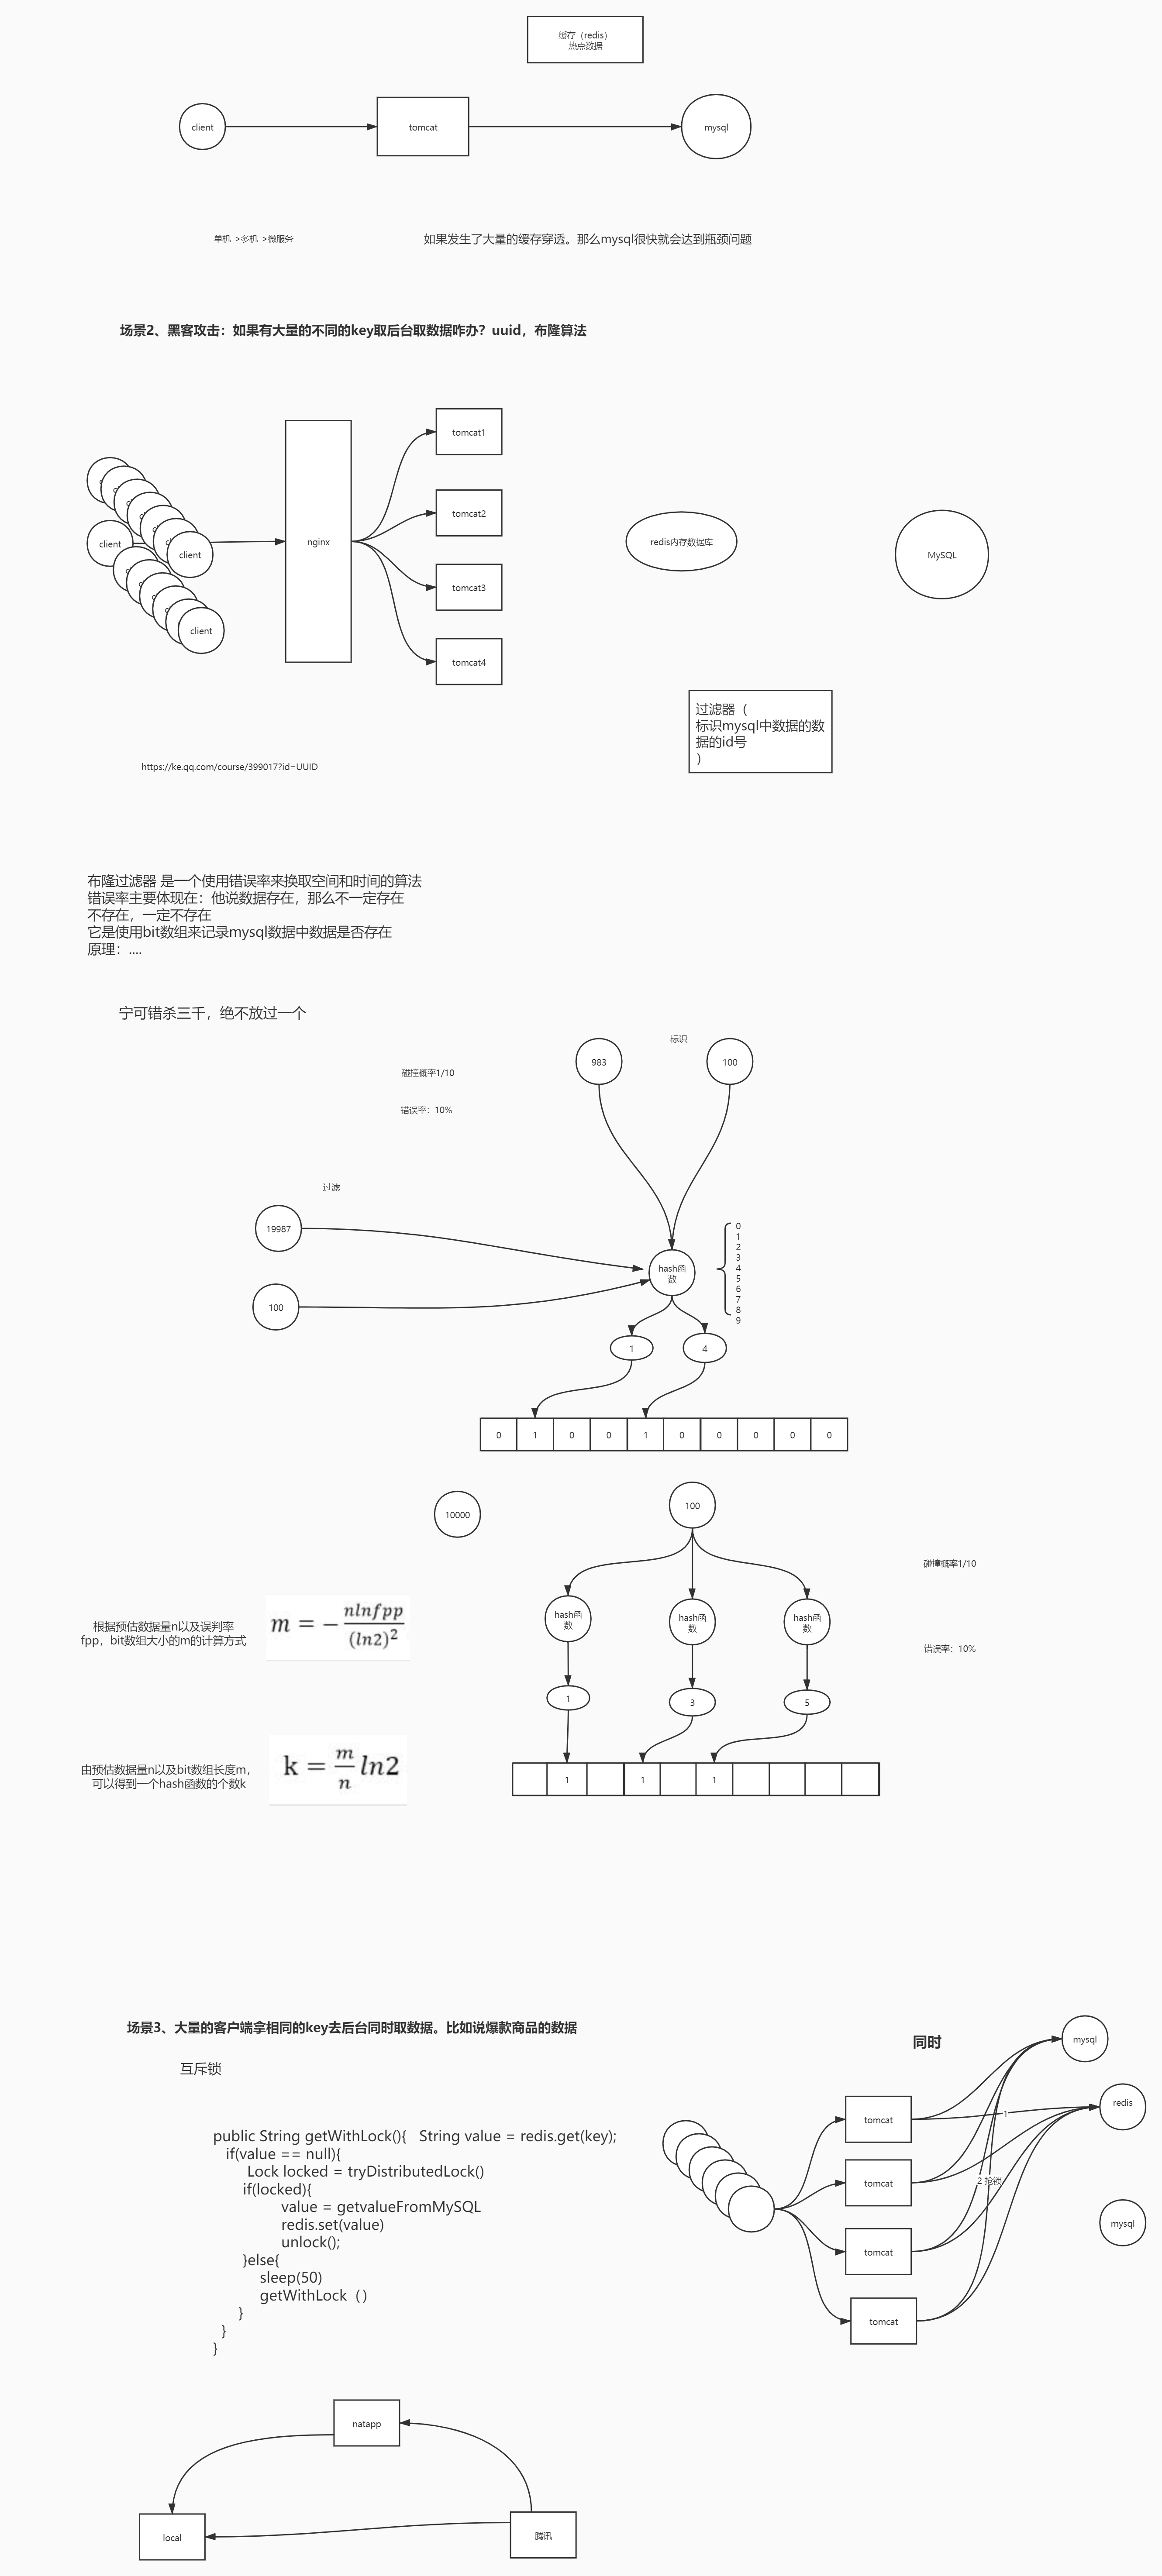 缓存（redis）
热点数据
client
tomcat
mysql
单机->多机->微服务
如果发生了大量的缓存穿透。那么mysql很快就会达到瓶颈问题
场景2、黑客攻击：如果有大量的不同的key取后台取数据咋办？uuid，布隆算法
tomcat1
tomcat2
tomcat3
tomcat4
nginx
client
client
client
redis内存数据库
MySQL
过滤器（
标识mysql中数据的数
据的id号
）
https://ke.qq.com/course/399017?id=UUID
布隆过滤器 是一个使用错误率来换取空间和时间的算法
错误率主要体现在：他说数据存在，那么不一定存在
不存在，一定不存在
它是使用bit数组来记录mysql数据中数据是否存在
原理：....
宁可错杀三千，绝不放过一个
标识
983
100
碰撞概率1/10
错误率：10%
过滤
19987
100
hash函
数
0
1
2
3
4
5
6
7
8
9
1
4
0 1 0 0 1 0 0 0 0 0
10000
100
碰撞概率1/10
错误率：10%
hash函
数
hash函
数
hash函
数
根据预估数据量n以及误判率
fpp，bit数组大小的m的计算方式
m = − nlnfpp / (ln2)²
1
3
5
由预估数据量n以及bit数组长度m，
可以得到一个hash函数的个数k
k = m/n ln2
1 1 1
场景3、大量的客户端拿相同的key去后台同时取数据。比如说爆款商品的数据
互斥锁
同时
mysql
redis
tomcat
1
tomcat
2 抢锁
mysql
tomcat
tomcat
public String getWithLock(){   String value = redis.get(key);
if(value == null){
Lock locked = tryDistributedLock()
if(locked){
value = getvalueFromMySQL
redis.set(value)
unlock();
}else{
sleep(50)
getWithLock（）
}
}
}
natapp
local
腾讯